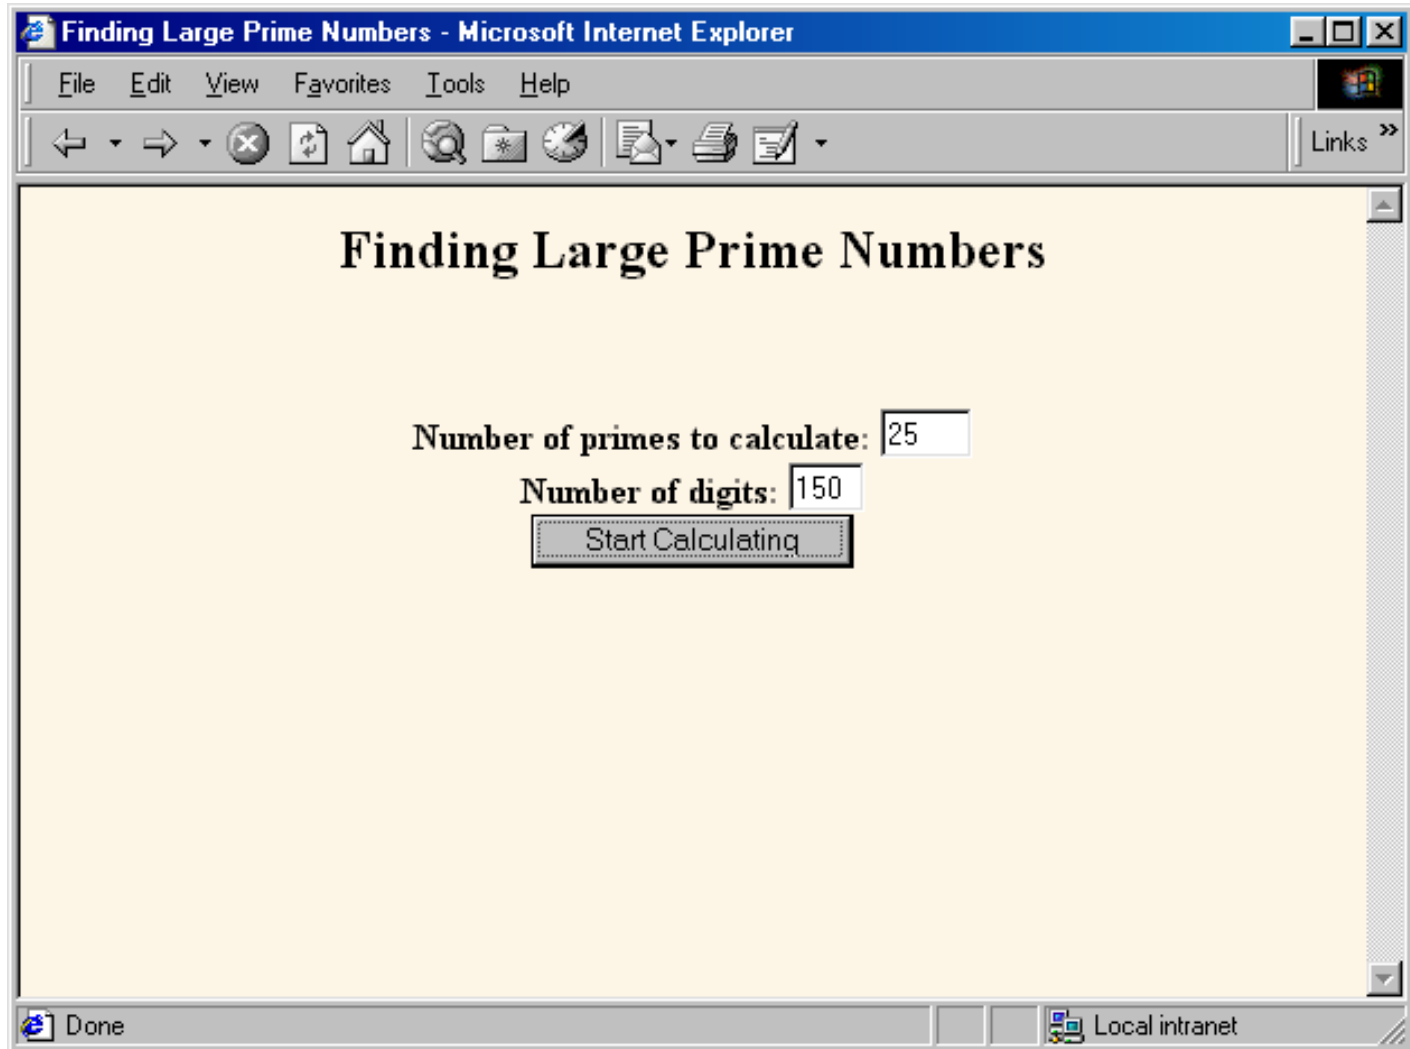 Finding Large Prime Numbers - Microsoft Internet Explorer
File Edit View Favorites Tools Help
Links »
Finding Large Prime Numbers
Number of primes to calculate: 25
Number of digits: 150
Start Calculating
Done Local intranet